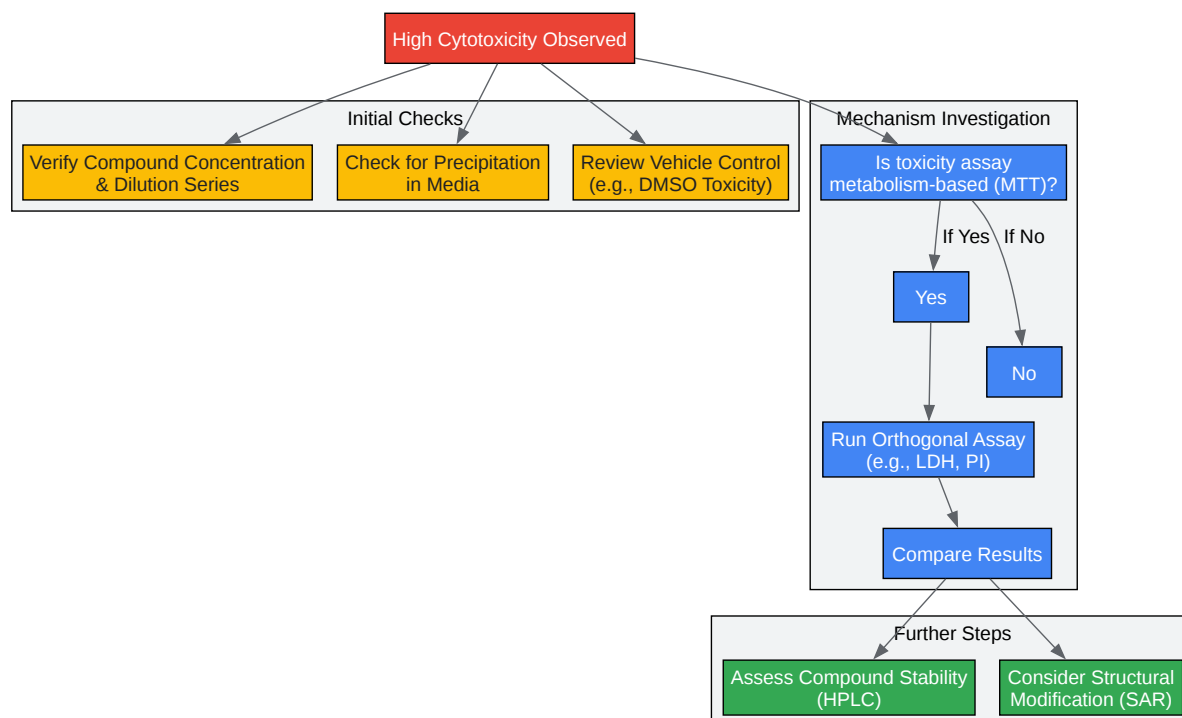 High Cytotoxicity Observed
Initial Checks
Verify Compound Concentration
& Dilution Series
Check for Precipitation
in Media
Review Vehicle Control
(e.g., DMSO Toxicity)
Mechanism Investigation
Is toxicity assay
metabolism-based (MTT)?
If Yes
If No
Yes
No
Run Orthogonal Assay
(e.g., LDH, PI)
Compare Results
Further Steps
Assess Compound Stability
(HPLC)
Consider Structural
Modification (SAR)